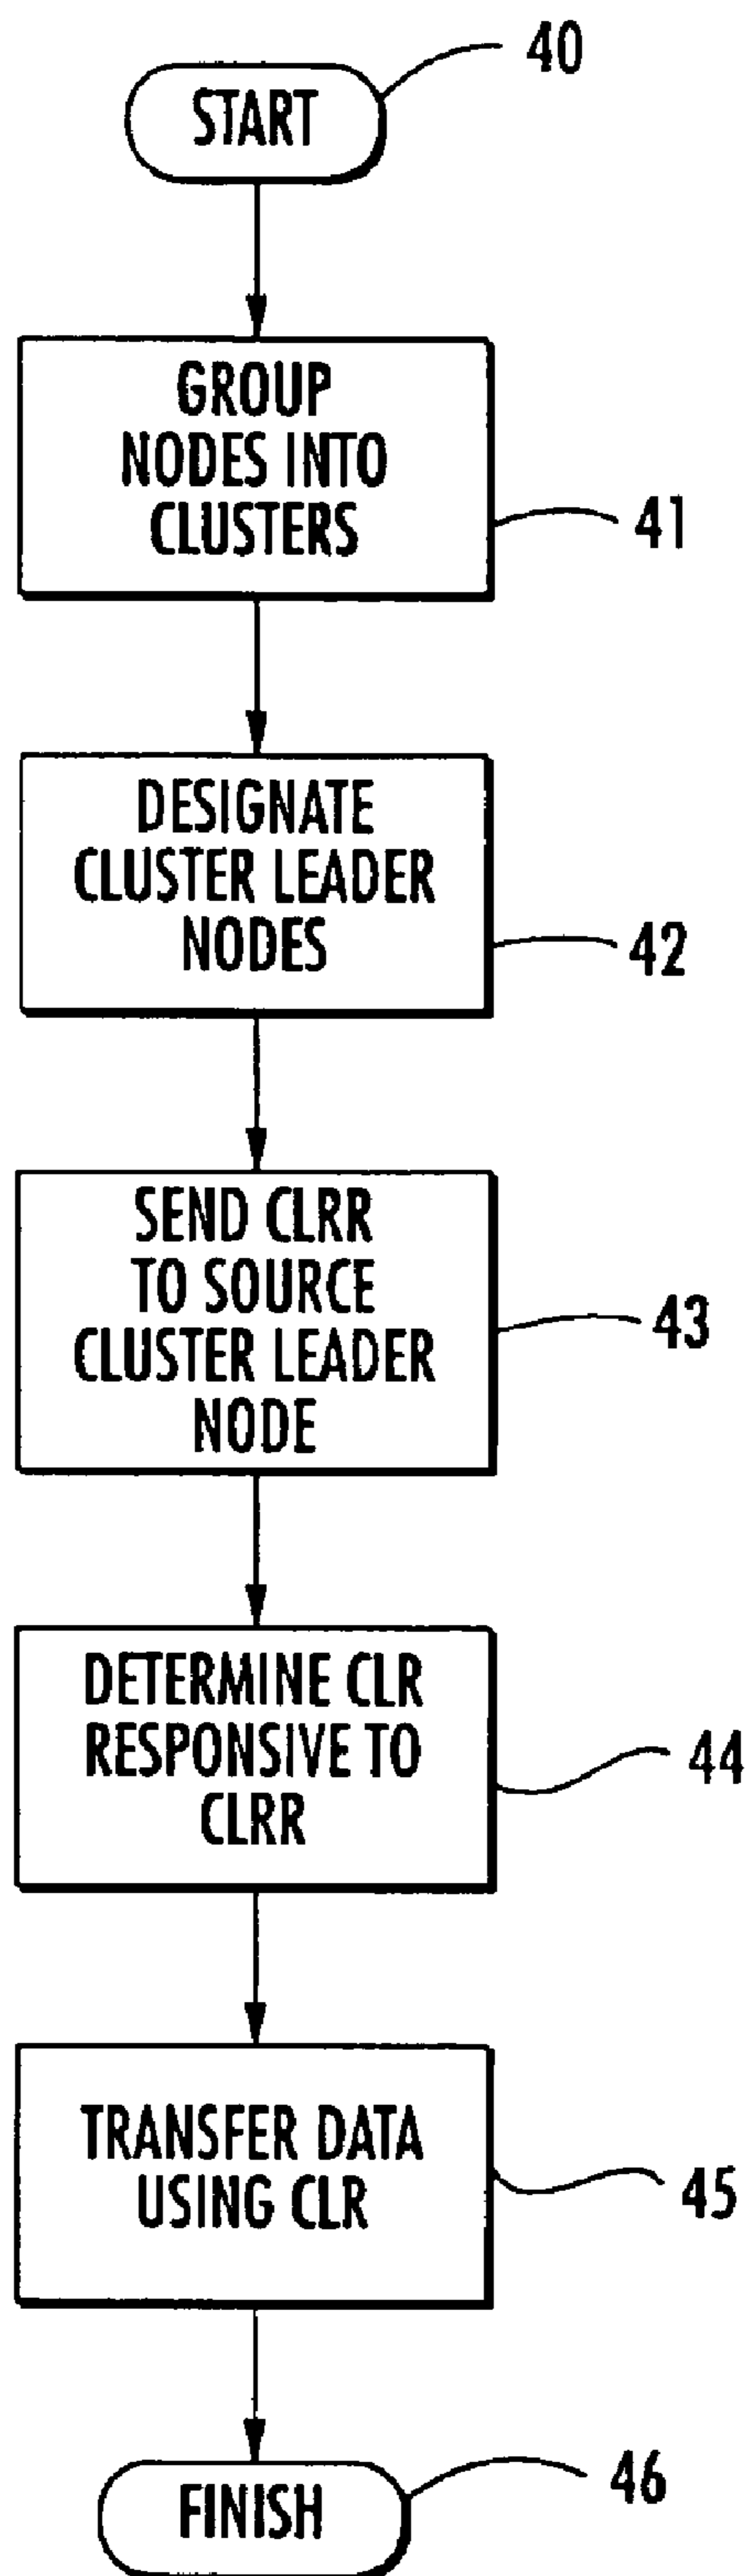 START
40
GROUP
NODES INTO
CLUSTERS
41
DESIGNATE
CLUSTER LEADER
NODES
42
SEND CLRR
TO SOURCE
CLUSTER LEADER
NODE
43
DETERMINE CLR
RESPONSIVE TO
CLRR
44
TRANSFER DATA
USING CLR
45
FINISH
46